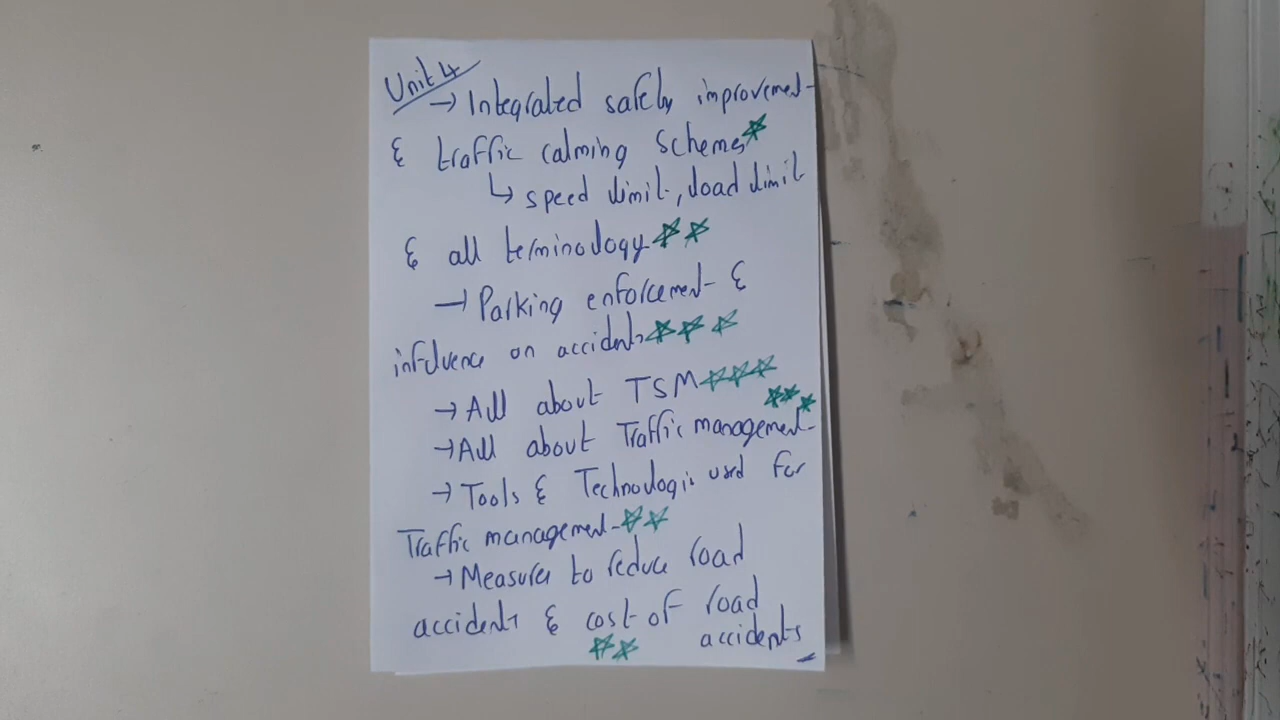 Unit 4
→ Integrated safety improvement
& traffic calming schemes ☆
↳ speed limit, load limit
& all terminology ☆☆
→ Parking enforcement &
influence on accidents ☆☆☆
→ All about TSM ☆☆☆
→ All about Traffic management ☆☆☆
→ Tools & Technologis used for
Traffic management ☆☆
→ Measures to reduce road
accidents & cost of road
accidents ☆☆